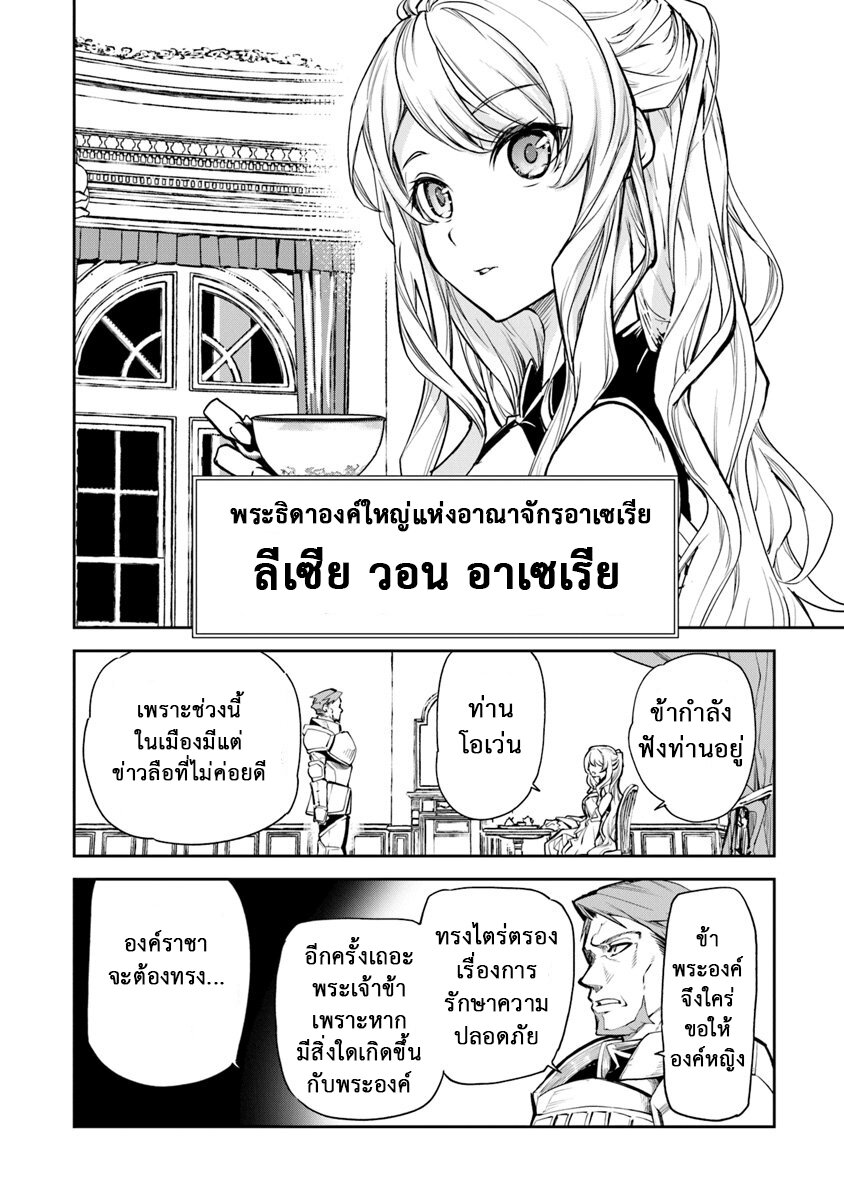 พระธิดาองค์ใหญ่แห่งอาณาจักรอาเซเรีย
ลีเซีย วอน อาเซเรีย
ข้ากำลัง
ฟังท่านอยู่
ท่าน
โอเว่น
เพราะช่วงนี้
ในเมืองมีแต่
ข่าวลือที่ไม่ค่อยดี
ข้า
พระองค์
จึงใคร่
ขอให้
องค์หญิง
ทรงไตร่ตรอง
เรื่องการ
รักษาความ
ปลอดภัย
อีกครั้งเถอะ
พระเจ้าข้า
เพราะหาก
มีสิ่งใดเกิดขึ้น
กับพระองค์
องค์ราชา
จะต้องทรง...